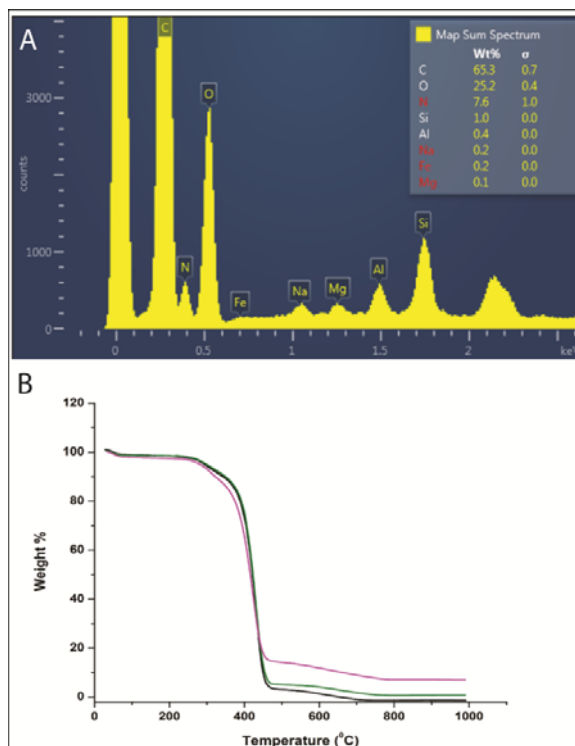 A
Map Sum Spectrum
Wt% σ
C 65.3 0.7
O 25.2 0.4
N 7.6 1.0
Si 1.0 0.0
Al 0.4 0.0
Na 0.2 0.0
Fe 0.2 0.0
Mg 0.1 0.0
C
O
N
Fe
Na
Mg
Al
Si
3000
1000
0
counts
0 0.5 1 1.5 2 keV
B
120
100
80
60
40
20
0
Weight %
0 200 400 600 800 1000
Temperature (⁰C)